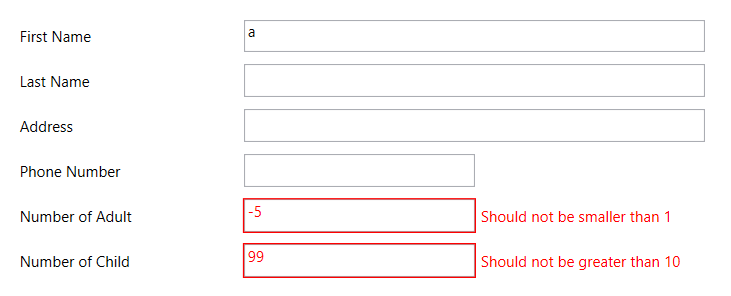 First Name a
Last Name
Address
Phone Number
Number of Adult -5 Should not be smaller than 1
Number of Child 99 Should not be greater than 10